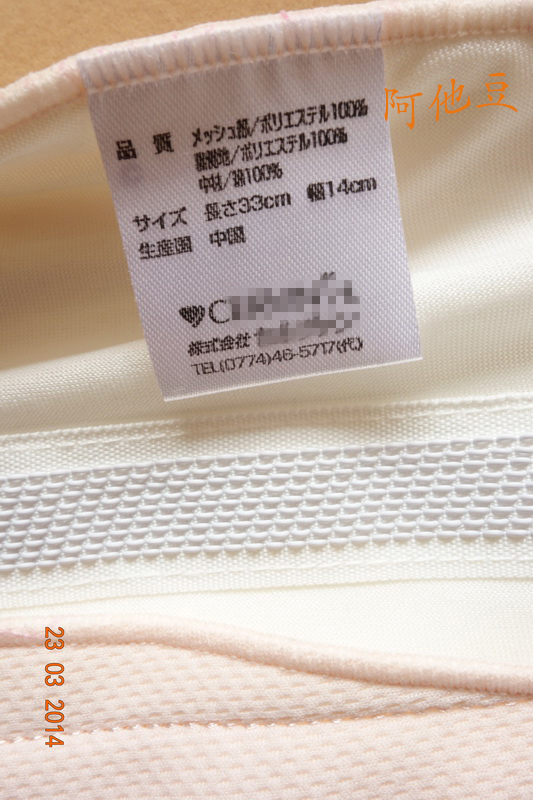 阿他豆
品質 メッシュ部/ポリエステル100%
接觸地/ポリエステル100%
中材/綿100%
サイズ 長さ33cm 幅14cm
生産国 中国
株式会社
TEL(0774)46-5717(代)
23 03 2014